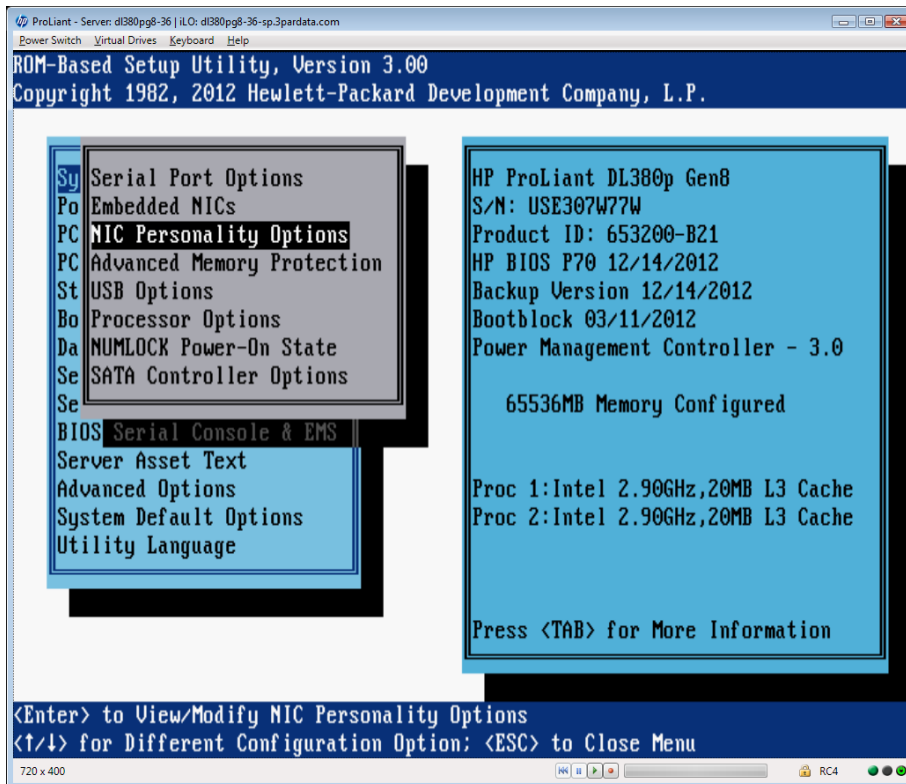 ProLiant - Server: dl380pg8-36 | iLO: dl380pg8-36-sp.3pardata.com
Power Switch Virtual Drives Keyboard Help
ROM-Based Setup Utility, Version 3.00
Copyright 1982, 2012 Hewlett-Packard Development Company, L.P.
Sy
Po
PC
PC
St
Bo
Da
Se
Se
BIOS Serial Console & EMS
Server Asset Text
Advanced Options
System Default Options
Utility Language
Serial Port Options
Embedded NICs
NIC Personality Options
Advanced Memory Protection
USB Options
Processor Options
NUMLOCK Power-On State
SATA Controller Options
HP ProLiant DL380p Gen8
S/N: USE307W77W
Product ID: 653200-B21
HP BIOS P70 12/14/2012
Backup Version 12/14/2012
Bootblock 03/11/2012
Power Management Controller - 3.0
65536MB Memory Configured
Proc 1:Intel 2.90GHz,20MB L3 Cache
Proc 2:Intel 2.90GHz,20MB L3 Cache
Press <TAB> for More Information
<Enter> to View/Modify NIC Personality Options
<↑/↓> for Different Configuration Option; <ESC> to Close Menu
720 x 400
RC4